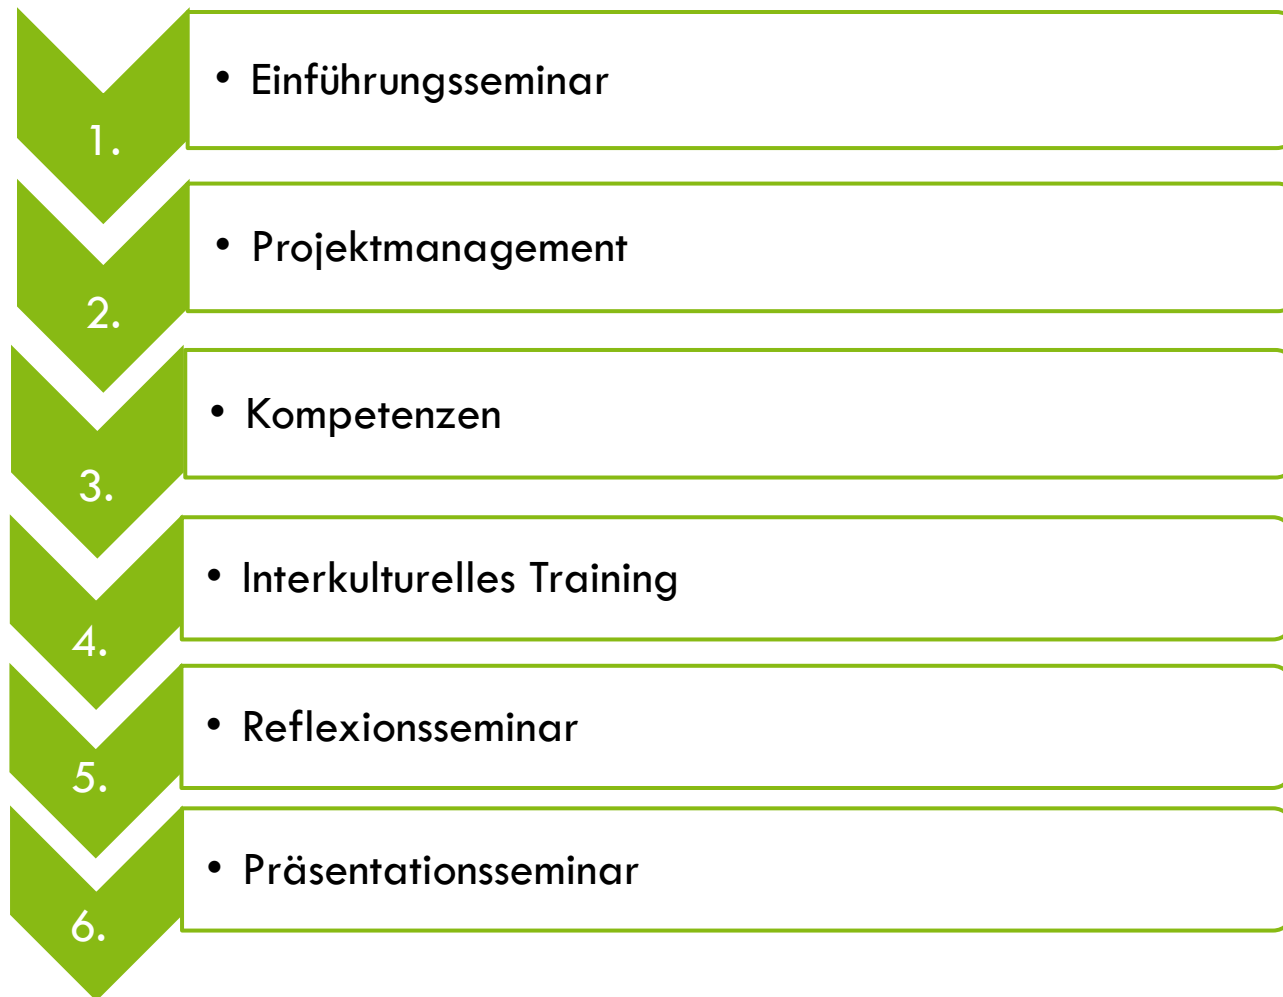 1.
• Einführungsseminar
2.
• Projektmanagement
3.
• Kompetenzen
4.
• Interkulturelles Training
5.
• Reflexionsseminar
6.
• Präsentationsseminar